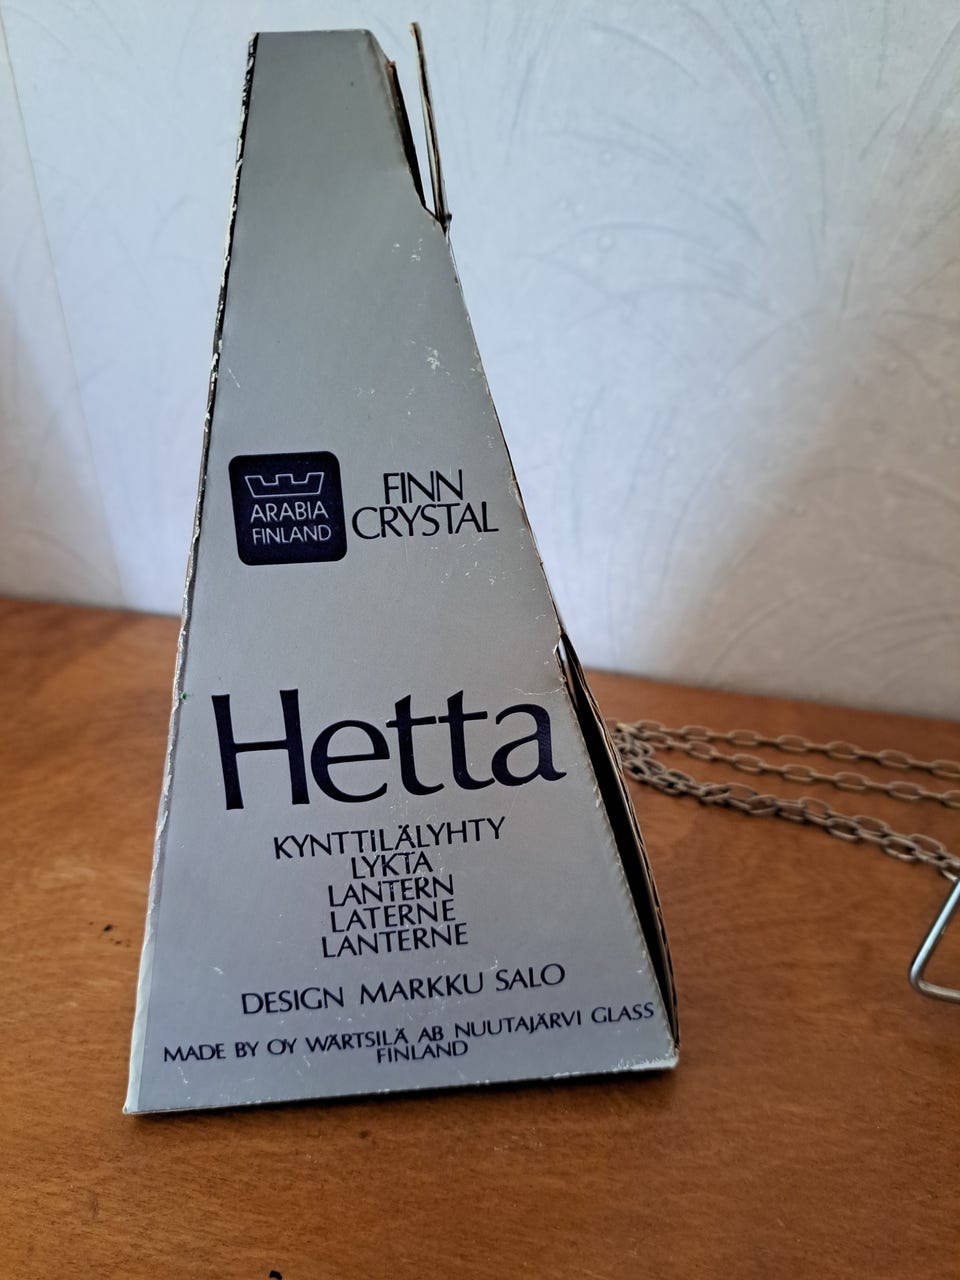 ARABIA
FINLAND
FINN
CRYSTAL
Hetta
KYNTTILÄLYHTY
LYKTA
LANTERN
LATERNE
LANTERNE
DESIGN MARKKU SALO
MADE BY OY WÄRTSILÄ AB NUUTAJÄRVI GLASS
FINLAND